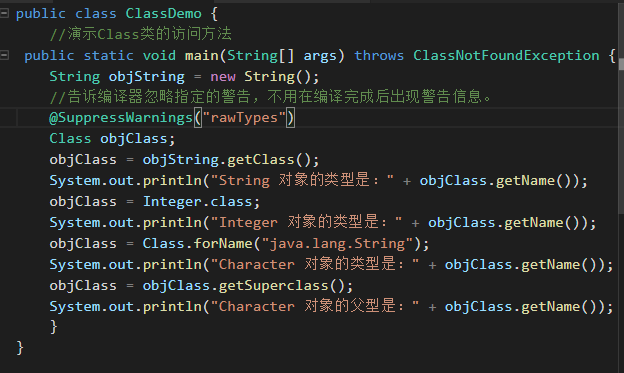 public class ClassDemo {
//演示Class类的访问方法
public static void main(String[] args) throws ClassNotFoundException {
String objString = new String();
//告诉编译器忽略指定的警告，不用在编译完成后出现警告信息。
@SuppressWarnings("rawTypes")
Class objClass;
objClass = objString.getClass();
System.out.println("String 对象的类型是：" + objClass.getName());
objClass = Integer.class;
System.out.println("Integer 对象的类型是：" + objClass.getName());
objClass = Class.forName("java.lang.String");
System.out.println("Character 对象的类型是：" + objClass.getName());
objClass = objClass.getSuperclass();
System.out.println("Character 对象的父型是：" + objClass.getName());
}
}